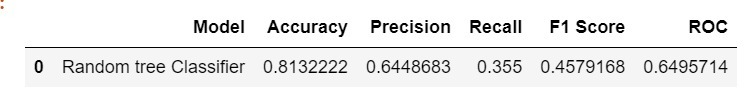 Model Accuracy Precision Recall F1 Score ROC
0 Random tree Classifier 0.8132222 0.6448683 0.355 0.4579168 0.6495714